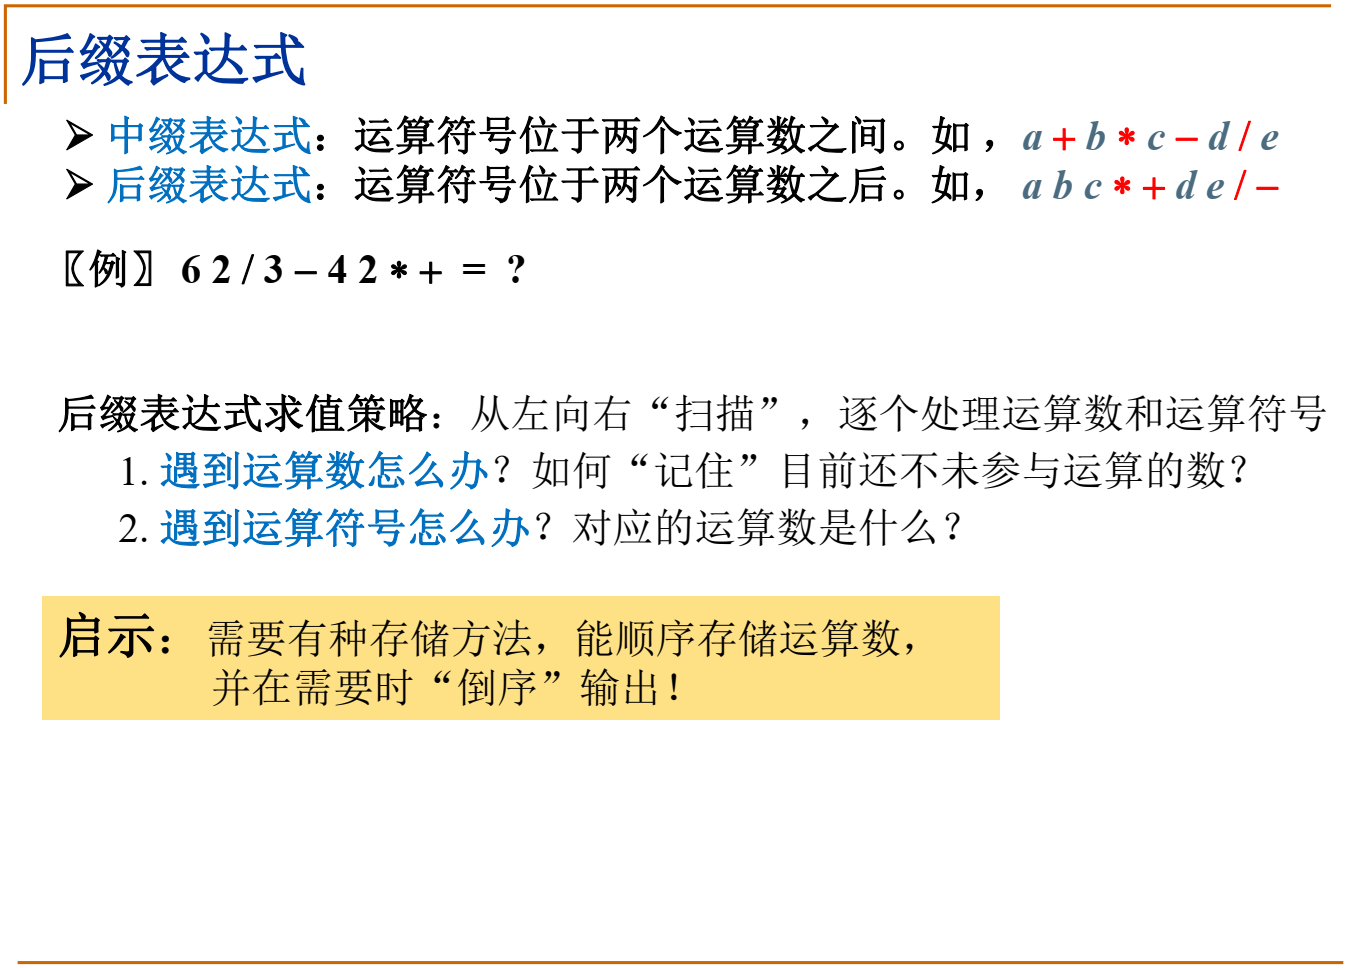 后缀表达式
➢ 中缀表达式：运算符号位于两个运算数之间。如 ，a + b * c − d / e
➢ 后缀表达式：运算符号位于两个运算数之后。如， a b c * + d e / −
〖例〗 6 2 / 3 − 4 2 * + = ?
后缀表达式求值策略：从左向右“扫描”，逐个处理运算数和运算符号
1. 遇到运算数怎么办？如何“记住”目前还不未参与运算的数？
2. 遇到运算符号怎么办？对应的运算数是什么？
启示：需要有种存储方法，能顺序存储运算数，
并在需要时“倒序”输出！